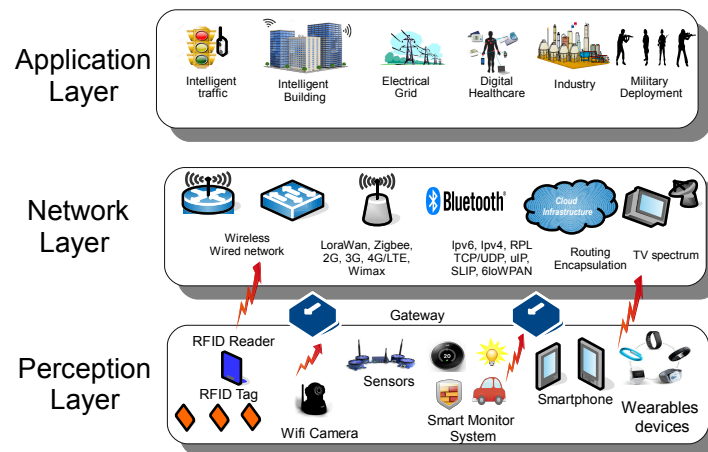 Application
Layer
Intelligent
traffic
Intelligent
Building
Electrical
Grid
Digital
Healthcare
Industry
Military
Deployment
Network
Layer
Wireless
Wired network
LoraWan, Zigbee,
2G, 3G, 4G/LTE,
Wimax
Bluetooth
Ipv6, Ipv4, RPL
TCP/UDP, uIP,
SLIP, 6loWPAN
Cloud
Infrastructure
Routing
Encapsulation
TV spectrum
Gateway
Perception
Layer
RFID Reader
RFID Tag
Wifi Camera
Sensors
20
Smart Monitor
System
Smartphone
Wearables
devices